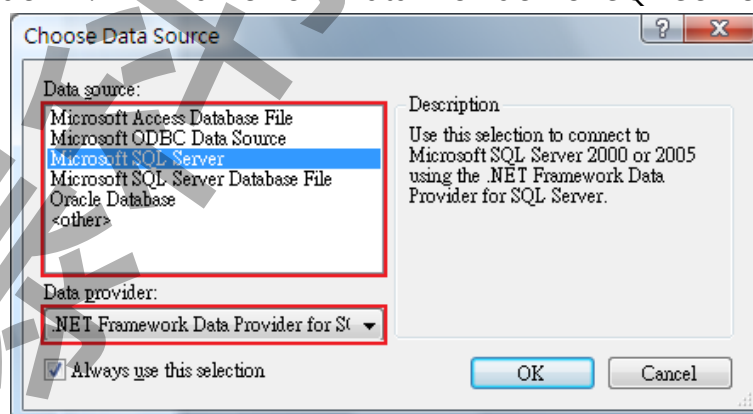 Choose Data Source
?
X
Data source:
Microsoft Access Database File
Microsoft ODBC Data Source
Microsoft SQL Server
Microsoft SQL Server Database File
Oracle Database
<other>
Data provider:
.NET Framework Data Provider for S
Always use this selection
Description
Use this selection to connect to
Microsoft SQL Server 2000 or 2005
using the .NET Framework Data
Provider for SQL Server.
OK
Cancel